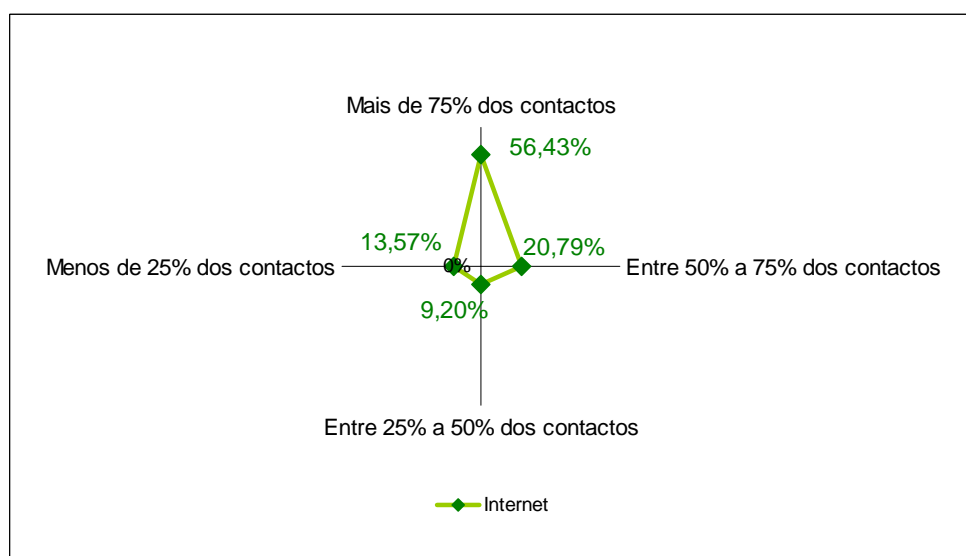 Mais de 75% dos contactos
56,43%
13,57%
20,79%
Menos de 25% dos contactos
0%
Entre 50% a 75% dos contactos
9,20%
Entre 25% a 50% dos contactos
Internet